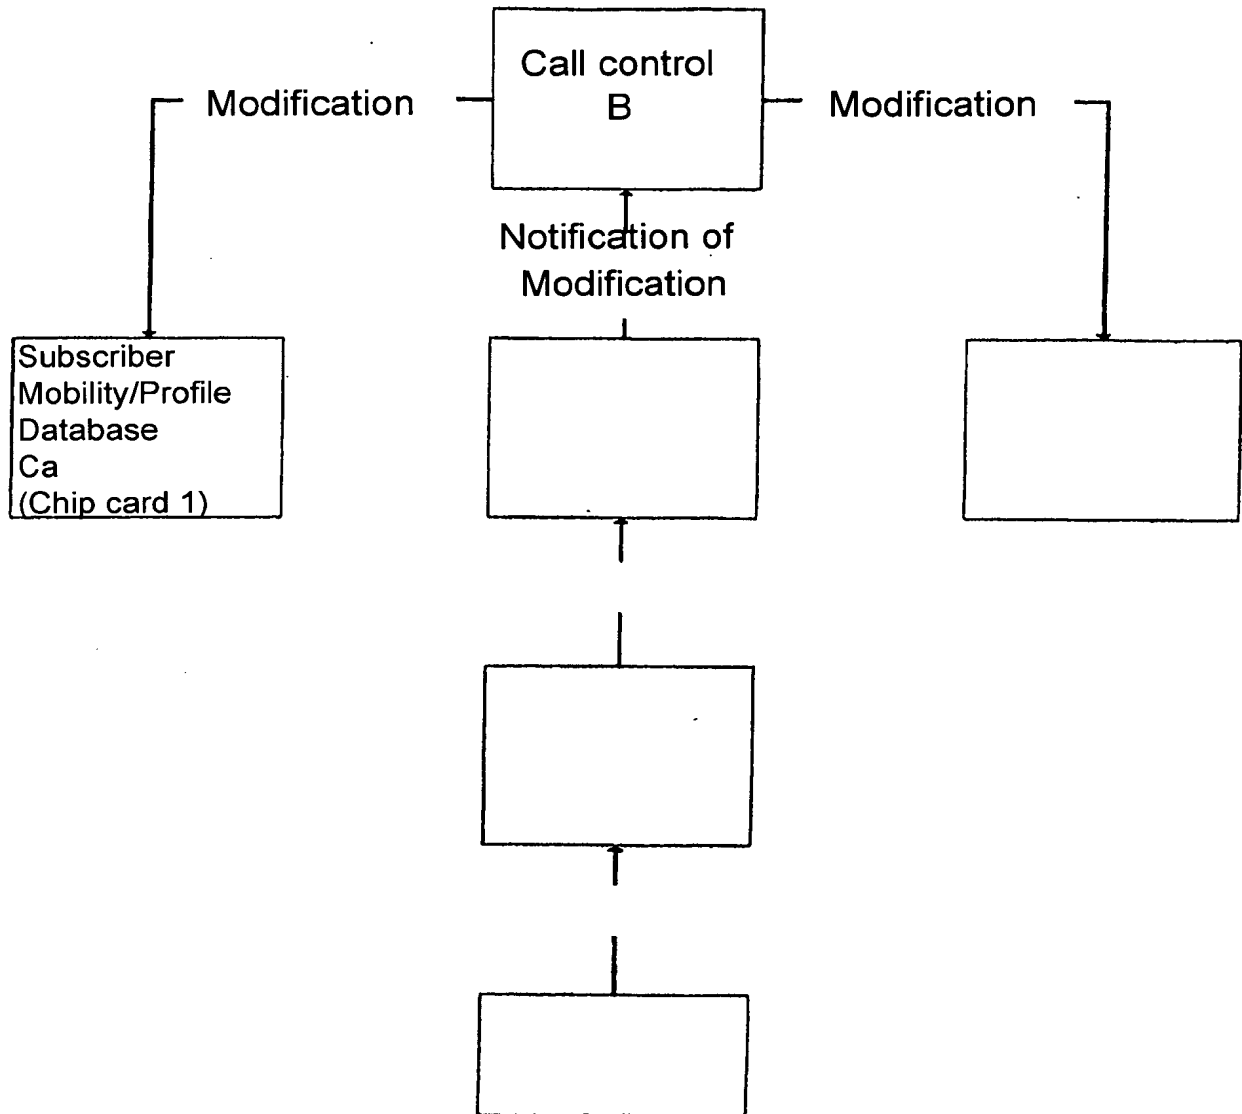 Call control
B
Modification
Modification
Notification of
Modification
Subscriber
Mobility/Profile
Database
Ca
(Chip card 1)